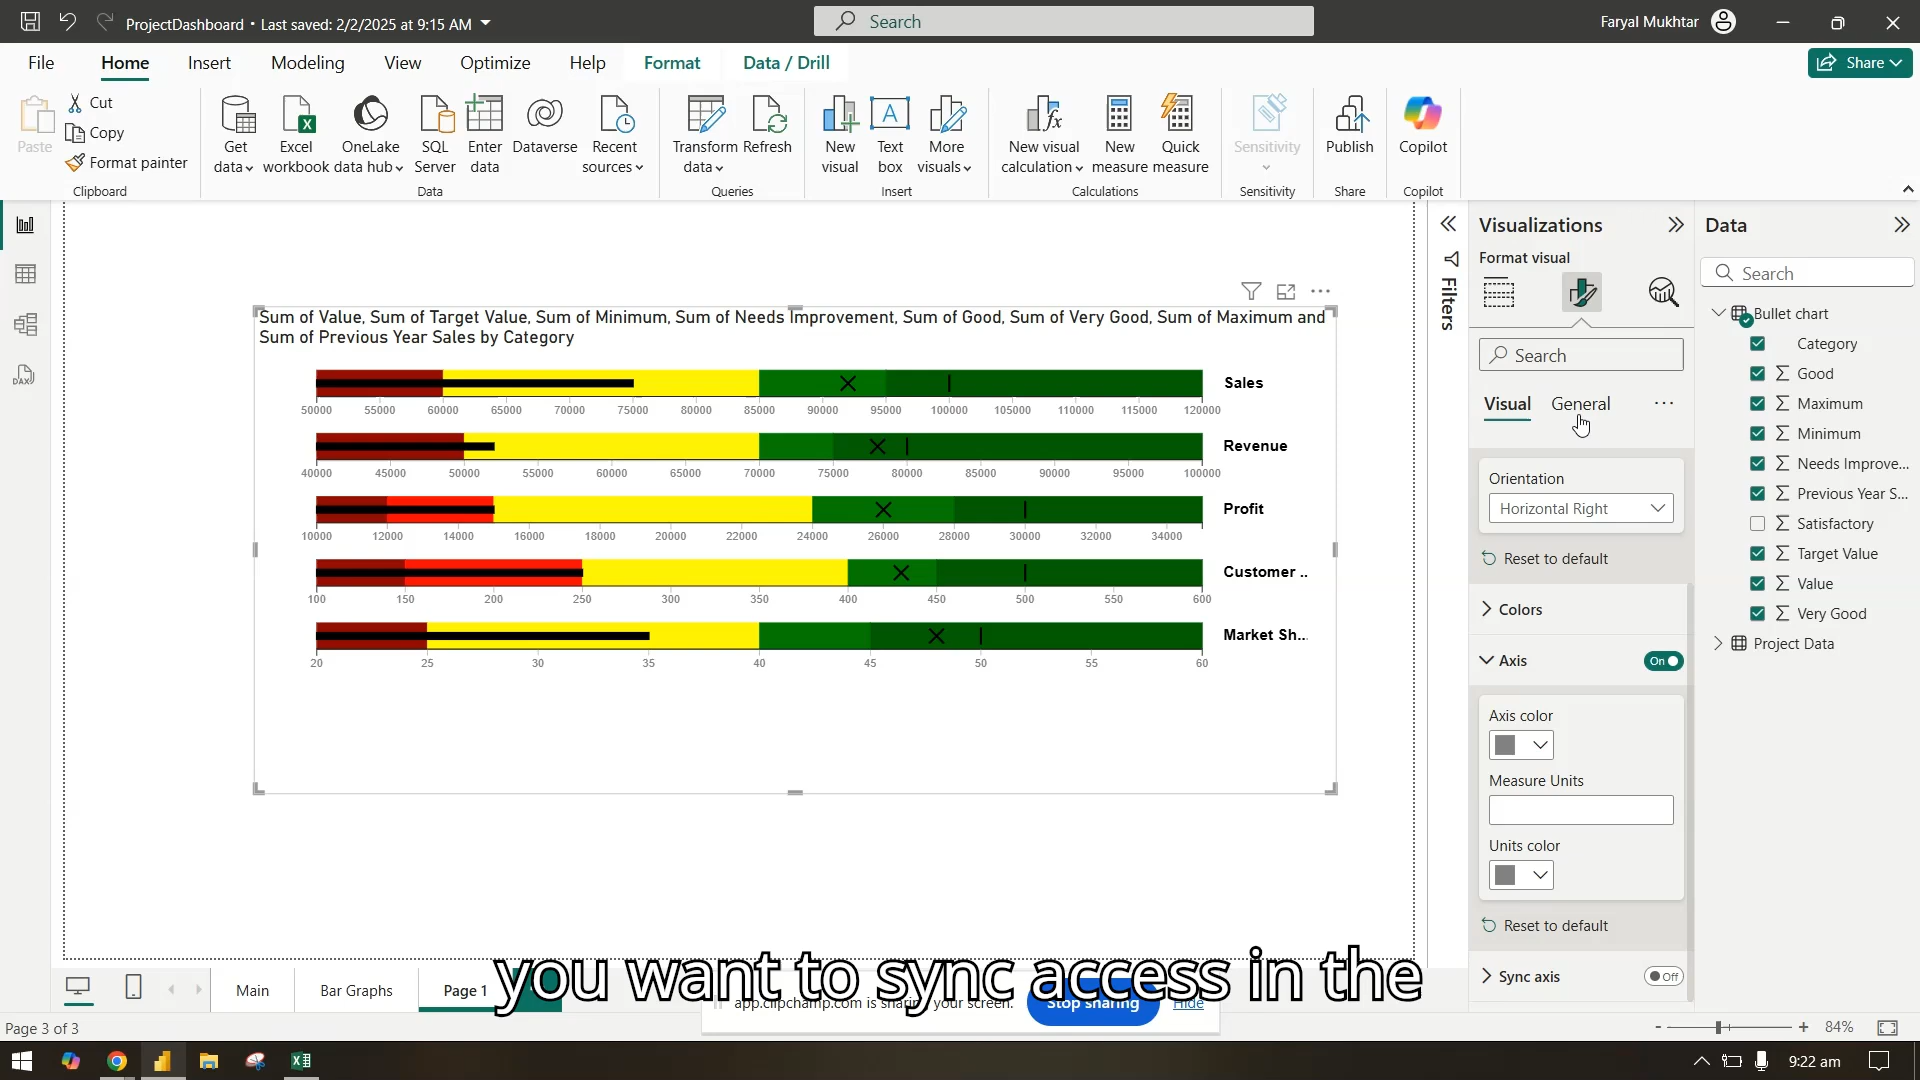 ProjectDashboard • Last saved: 2/2/2025 at 9:15 AM
Search
Faryal Mukhtar
File
Home
Insert
Modeling
View
Optimize
Help
Format
Data / Drill
Share
Paste
Cut
Copy
Format painter
Clipboard
Get data
Excel workbook
OneLake data hub
SQL Server
Enter data
Dataverse
Recent sources
Data
Transform data
Refresh
Queries
New visual
Text box
More visuals
Insert
New visual calculation
New measure
Quick measure
Calculations
Sensitivity
Sensitivity
Publish
Share
Copilot
Copilot
Sum of Value, Sum of Target Value, Sum of Minimum, Sum of Needs Improvement, Sum of Good, Sum of Very Good, Sum of Maximum and
Sum of Previous Year Sales by Category
Sales
50000 55000 60000 65000 70000 75000 80000 85000 90000 95000 100000 105000 110000 115000 120000
Revenue
40000 45000 50000 55000 60000 65000 70000 75000 80000 85000 90000 95000 100000
Profit
10000 12000 14000 16000 18000 20000 22000 24000 26000 28000 30000 32000 34000
Customer ..
100 150 200 250 300 350 400 450 500 550 600
Market Sh...
20 25 30 35 40 45 50 55 60
Filters
Visualizations
Format visual
Search
Visual
General
...
Orientation
Horizontal Right
Reset to default
Colors
Axis
On
Axis color
Measure Units
Units color
Reset to default
Sync axis
Off
Data
Search
Bullet chart
Category
Good
Maximum
Minimum
Needs Improve...
Previous Year S...
Satisfactory
Target Value
Value
Very Good
Project Data
DAX
Main
Bar Graphs
Page 1
you want to sync access in the
app.clipchamp.com is sharing your screen.
Stop sharing
Hide
Page 3 of 3
84%
9:22 am